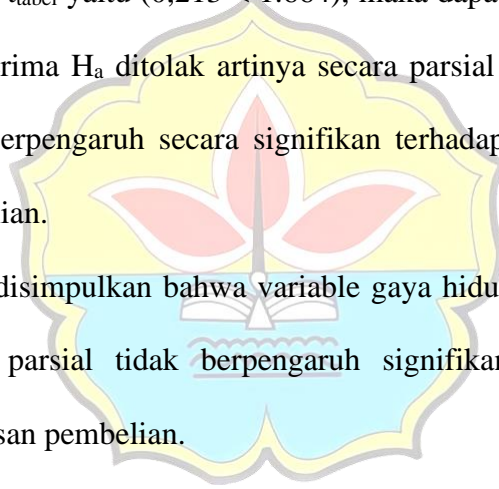 yaitu
maka
rima Hₐ ditolak artinya secara parsial
erpengaruh secara signifikan terhadap
ian.
disimpulkan bahwa variable gaya hidu
parsial tidak berpengaruh signifikan
san pembelian.